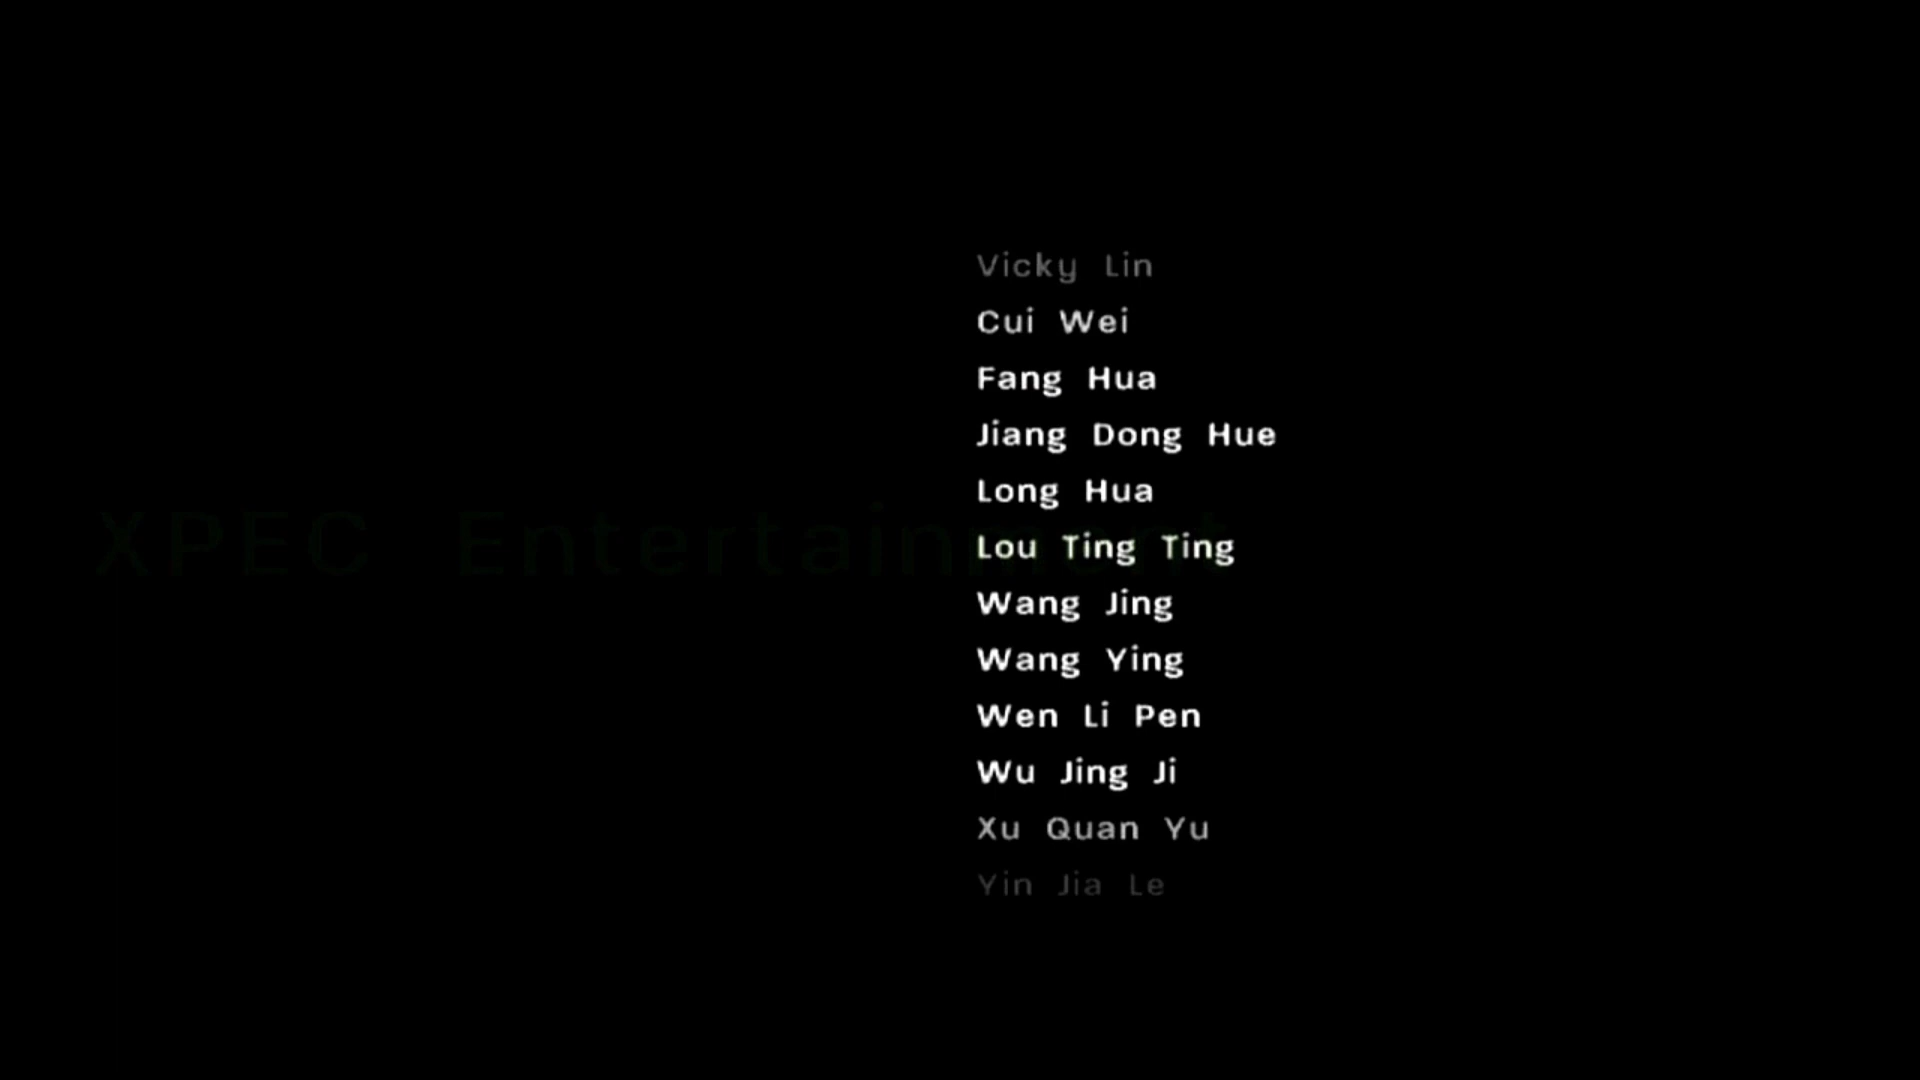 Vicky Lin
Cui Wei
Fang Hua
Jiang Dong Hue
Long Hua
XPEC Entertainment
Lou Ting Ting
Wang Jing
Wang Ying
Wen Li Pen
Wu Jing Ji
Xu Quan Yu
Yin Jia Le